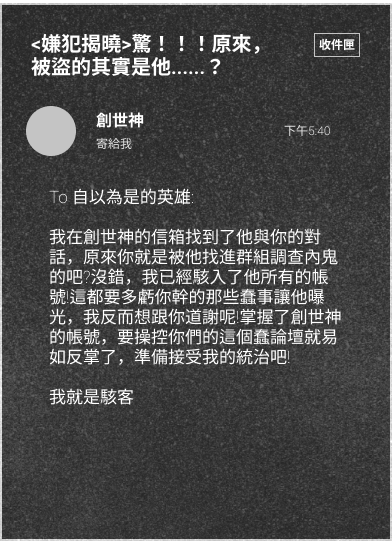 <嫌犯揭曉>驚！！！原來，
收件匣
被盜的其實是他......？
創世神
下午5:40
寄給我
To 自以為是的英雄:
我在創世神的信箱找到了他與你的對
話，原來你就是被他找進群組調查內鬼
的吧?沒錯，我已經駭入了他所有的帳
號!這都要多虧你幹的那些蠢事讓他曝
光，我反而想跟你道謝呢!掌握了創世神
的帳號，要操控你們的這個蠢論壇就易
如反掌了，準備接受我的統治吧!
我就是駭客